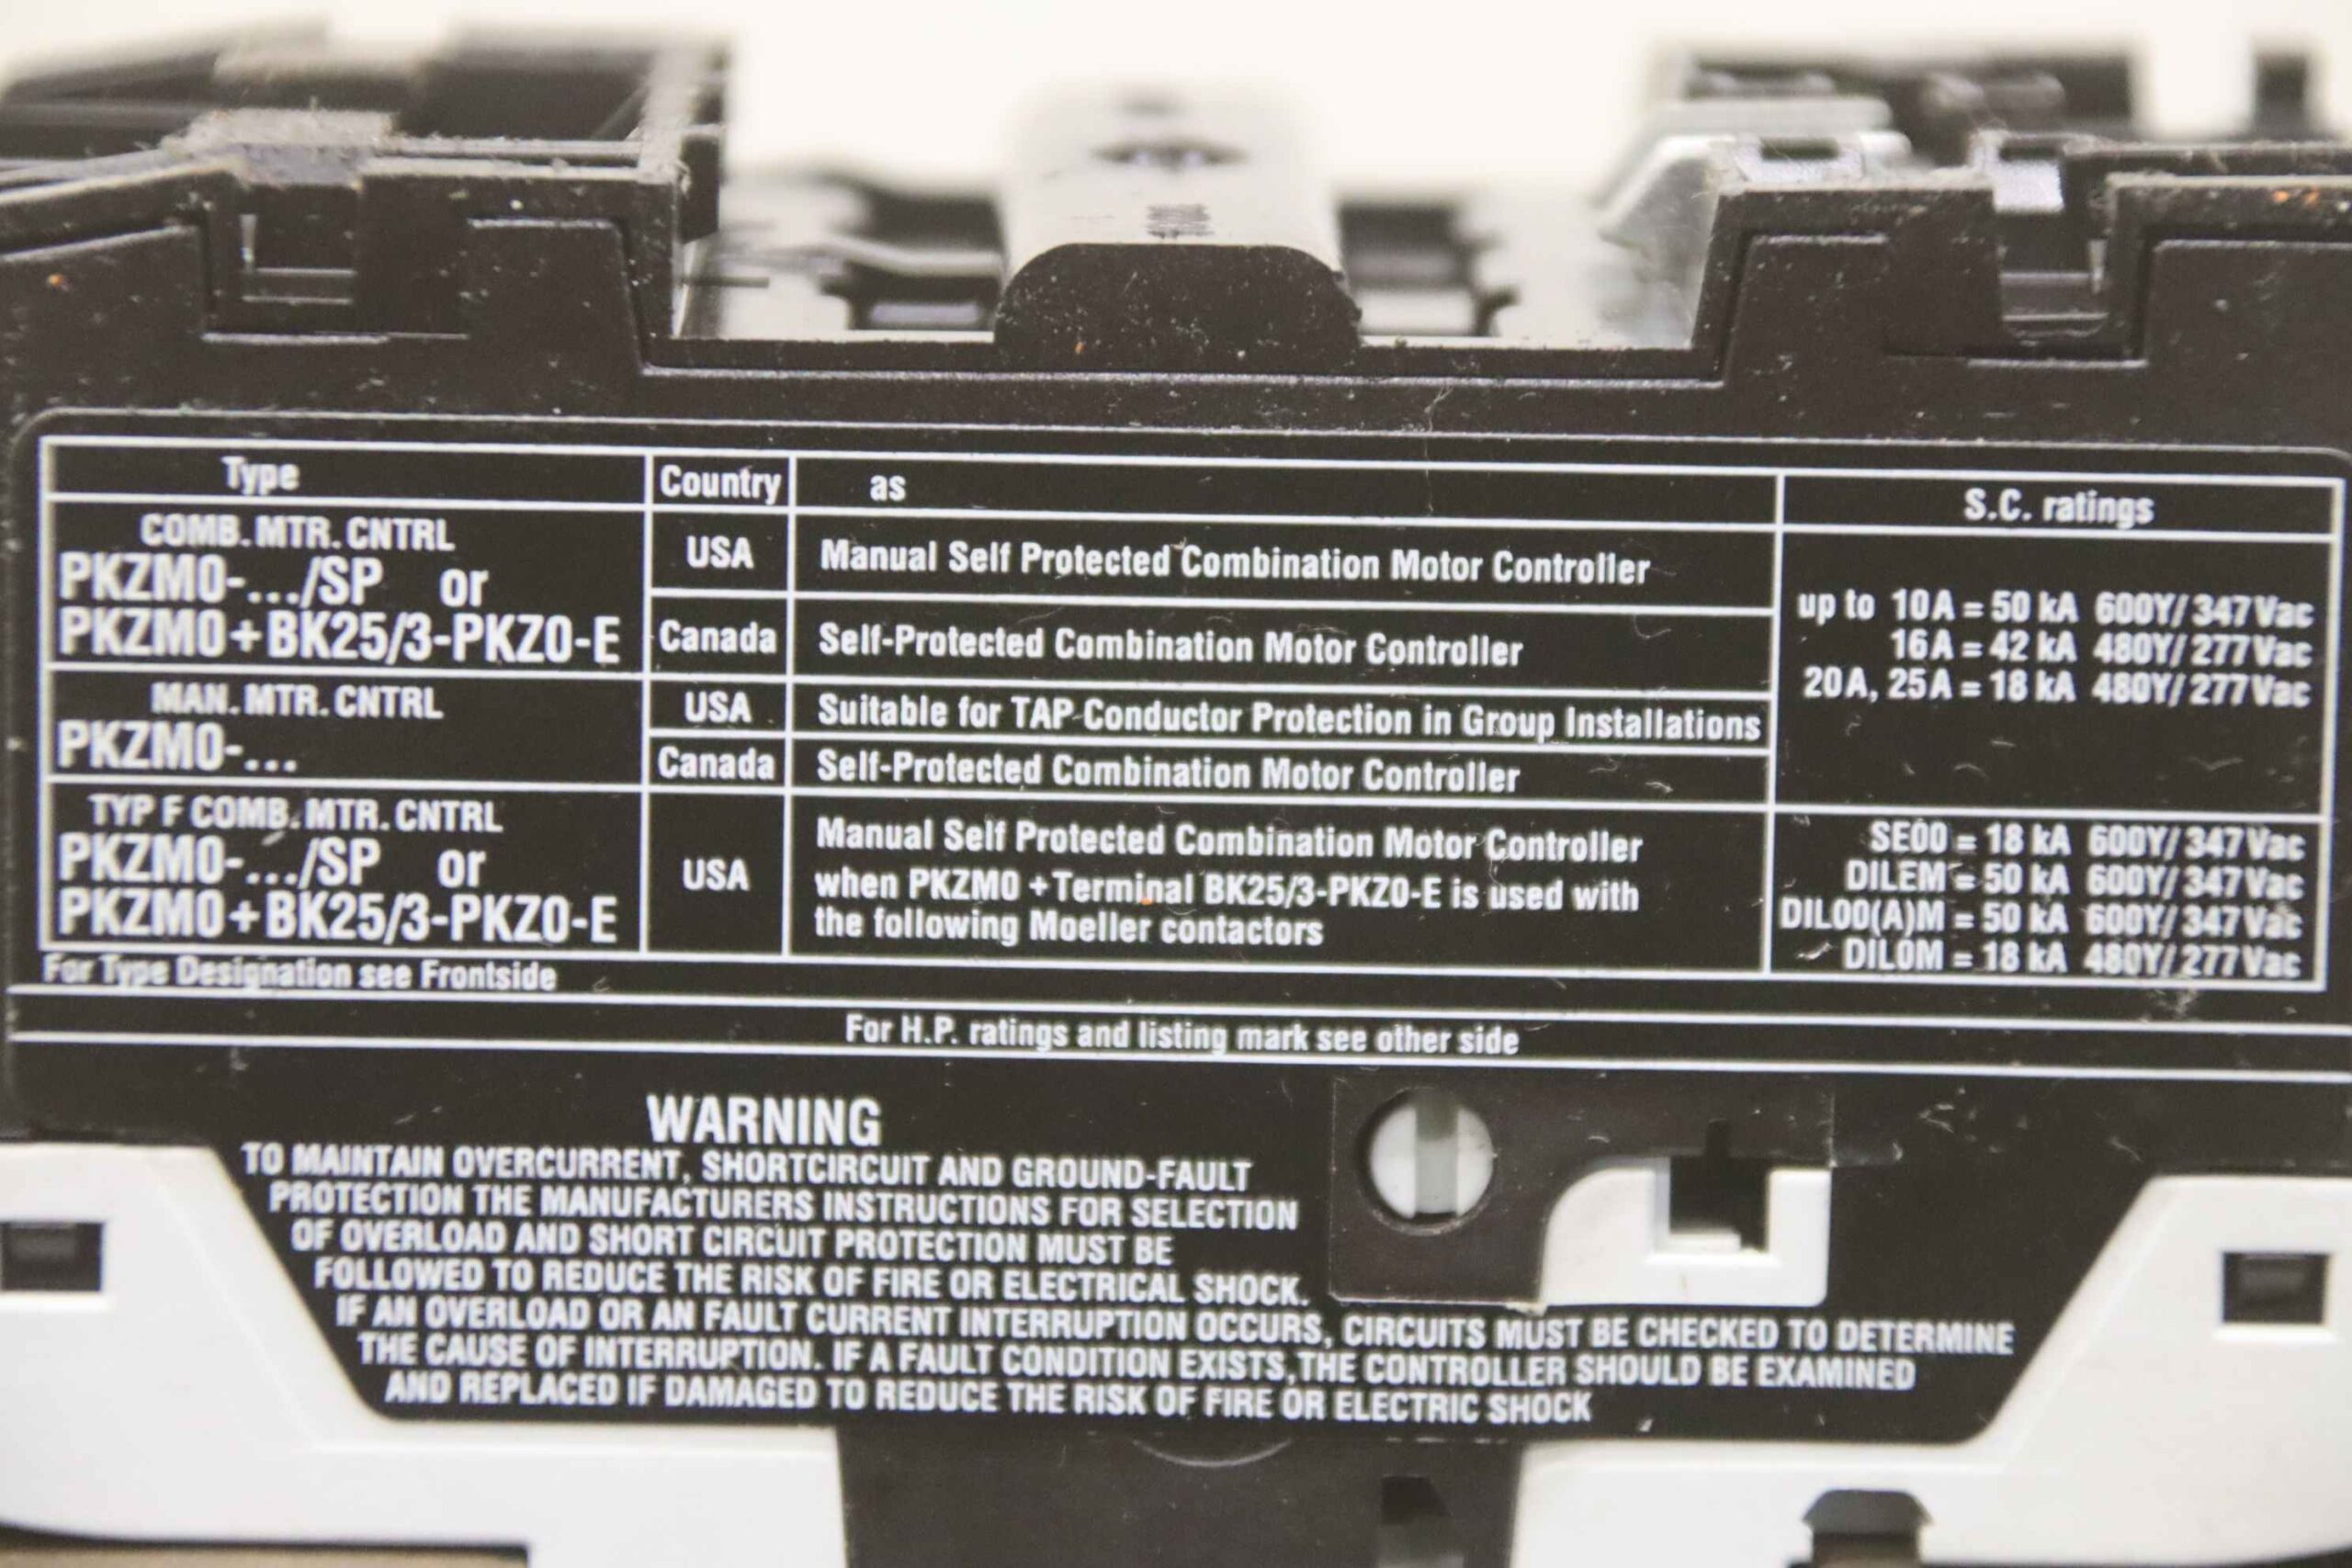 Type Country as S.C. ratings
COMB. MTR. CNTRL
PKZM0-.../SP or
PKZM0+BK25/3-PKZ0-E
USA Manual Self Protected Combination Motor Controller
Canada Self-Protected Combination Motor Controller
up to 10A = 50 kA 600Y/347Vac
16A = 42 kA 480Y/277Vac
20A, 25A = 18 kA 480Y/277Vac
MAN. MTR. CNTRL
PKZM0-...
USA Suitable for TAP Conductor Protection in Group Installations
Canada Self-Protected Combination Motor Controller
TYP F COMB. MTR. CNTRL
PKZM0-.../SP or
PKZM0+BK25/3-PKZ0-E
USA
Manual Self Protected Combination Motor Controller
when PKZM0 +Terminal BK25/3-PKZ0-E is used with
the following Moeller contactors
SE00 = 18 kA 600Y/347Vac
DILEM = 50 kA 600Y/347Vac
DIL00(A)M = 50 kA 600Y/347Vac
DIL0M = 18 kA 480Y/277Vac
For Type Designation see Frontside
For H.P. ratings and listing mark see other side
WARNING
TO MAINTAIN OVERCURRENT, SHORTCIRCUIT AND GROUND-FAULT
PROTECTION THE MANUFACTURERS INSTRUCTIONS FOR SELECTION
OF OVERLOAD AND SHORT CIRCUIT PROTECTION MUST BE
FOLLOWED TO REDUCE THE RISK OF FIRE OR ELECTRICAL SHOCK.
IF AN OVERLOAD OR AN FAULT CURRENT INTERRUPTION OCCURS, CIRCUITS MUST BE CHECKED TO DETERMINE
THE CAUSE OF INTERRUPTION. IF A FAULT CONDITION EXISTS, THE CONTROLLER SHOULD BE EXAMINED
AND REPLACED IF DAMAGED TO REDUCE THE RISK OF FIRE OR ELECTRIC SHOCK